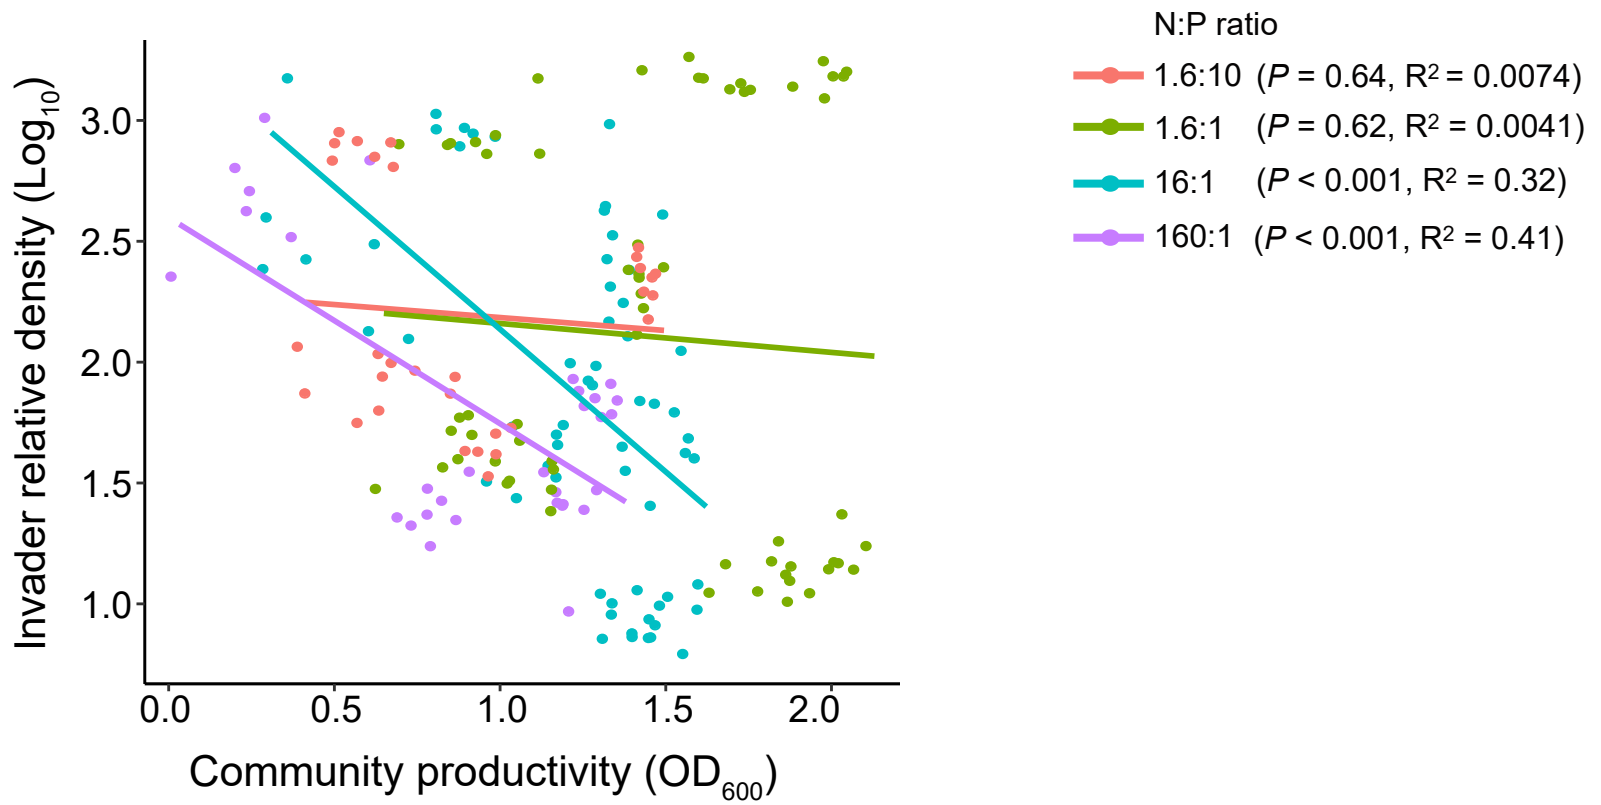 N:P ratio
1.6:10 (P = 0.64, R² = 0.0074)
1.6:1 (P = 0.62, R² = 0.0041)
16:1 (P < 0.001, R² = 0.32)
160:1 (P < 0.001, R² = 0.41)
Invader relative density (Log₁₀)
3.0
2.5
2.0
1.5
1.0
0.0 0.5 1.0 1.5 2.0
Community productivity (OD₆₀₀)